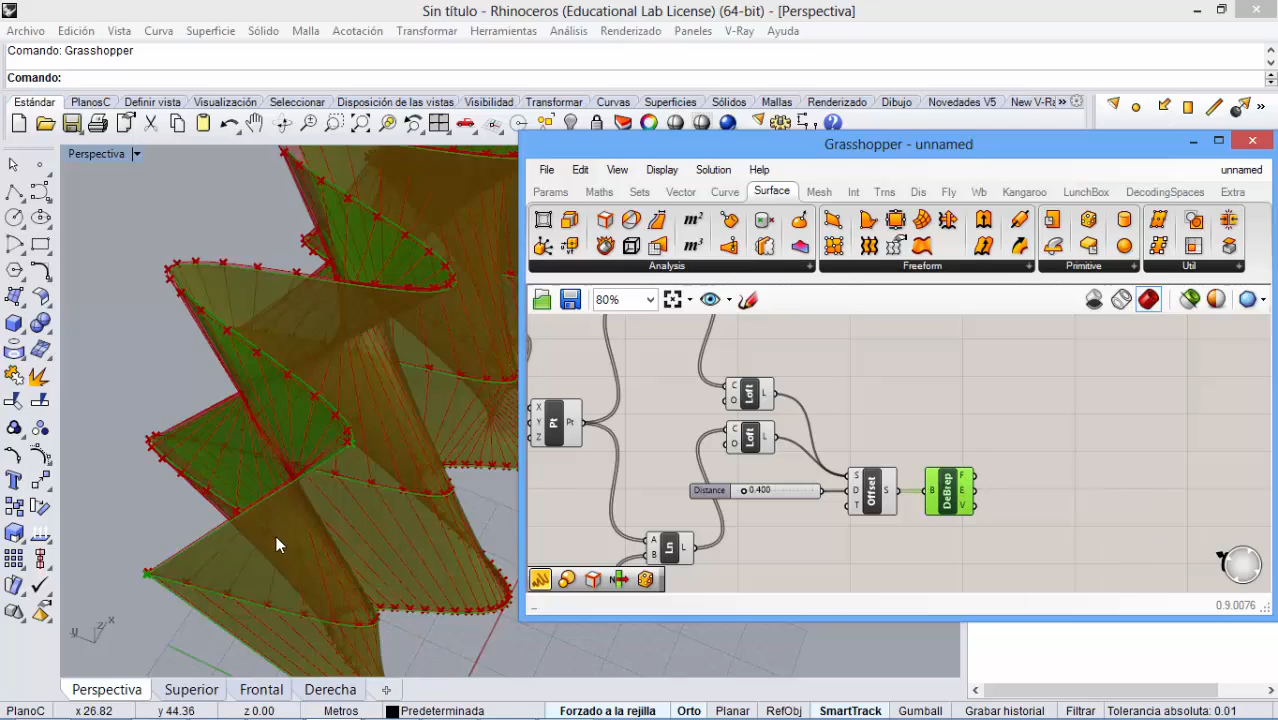 Sin título - Rhinoceros (Educational Lab License) (64-bit) - [Perspectiva]
Archivo Edición Vista Curva Superficie Sólido Malla Acotación Transformar Herramientas Análisis Renderizado Paneles V-Ray Ayuda
Comando: Grasshopper
Comando:
Estándar PlanosC Definir vista Visualización Seleccionar Disposición de las vistas Visibilidad Transformar Curvas Superficies Sólidos Mallas Renderizado Dibujo Novedades V5 New V-Ra
Perspectiva
Grasshopper - unnamed
File Edit View Display Solution Help unnamed
Params Maths Sets Vector Curve Surface Mesh Int Trns Dis Fly Wb Kangaroo LunchBox DecodingSpaces Extra
m²
m³
Analysis Freeform Primitive Util
80%
C
O
Loft
L
C
O
Loft
L
X
Y
Z
Pt
Pt
Distance 0.400
S
D
T
Offset
S
B
DeBrep
F
E
V
A
B
Ln
L
0.9.0076
x
y
z
Perspectiva Superior Frontal Derecha
PlanoC x 26.82 y 44.36 z 0.00 Metros Predeterminada Forzado a la rejilla Orto Planar RefObj SmartTrack Gumball Grabar historial Filtrar Tolerancia absoluta: 0.01